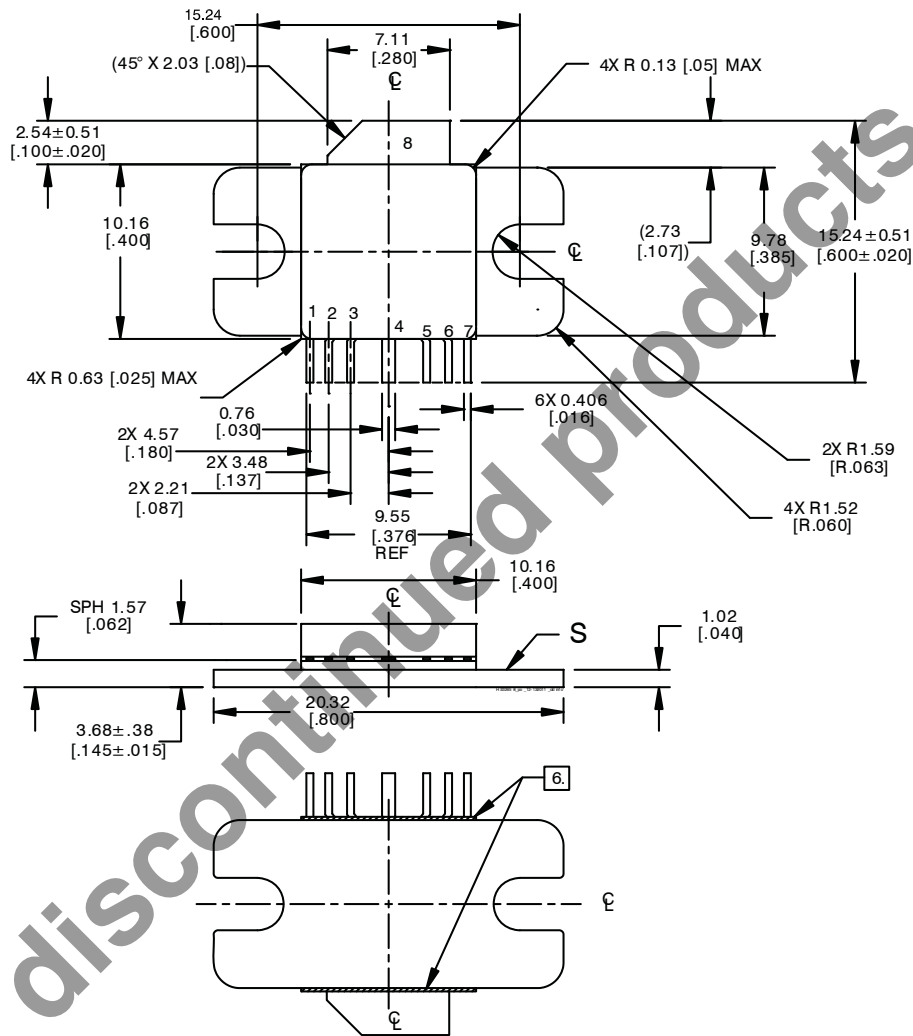 15.24
[.600]
7.11
[.280]
(45° X 2.03 [.08])
4X R 0.13 [.05] MAX
℄
2.54±0.51
[.100±.020]
8
10.16
[.400]
(2.73
[.107])
9.78
[.385]
15.24±0.51
[.600±.020]
℄
1 2 3 4 5 6 7
4X R 0.63 [.025] MAX
0.76
[.030]
6X 0.406
[.016]
2X 4.57
[.180]
2X R1.59
[R.063]
2X 3.48
[.137]
2X 2.21
[.087]
4X R1.52
[R.060]
9.55
[.376]
REF
10.16
[.400]
℄
SPH 1.57
[.062]
S
1.02
[.040]
20.32
[.800]
3.68±.38
[.145±.015]
6.
℄
℄
discontinued products